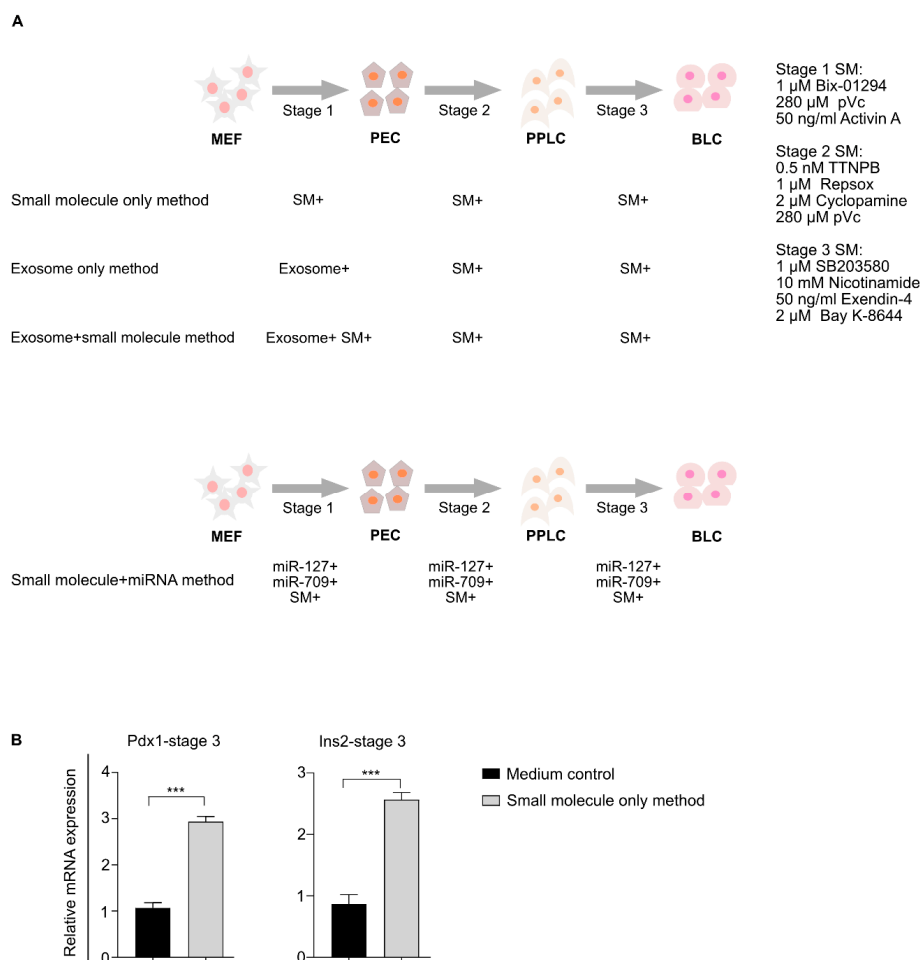 A
Stage 1
Stage 2
Stage 3
MEF
PEC
PPLC
BLC
Stage 1 SM:
1 µM Bix-01294
280 µM pVc
50 ng/ml Activin A
Stage 2 SM:
0.5 nM TTNPB
1 µM Repsox
2 µM Cyclopamine
280 µM pVc
Stage 3 SM:
1 µM SB203580
10 mM Nicotinamide
50 ng/ml Exendin-4
2 µM Bay K-8644
Small molecule only method SM+ SM+ SM+
Exosome only method Exosome+ SM+ SM+
Exosome+small molecule method Exosome+ SM+ SM+ SM+
Stage 1
Stage 2
Stage 3
MEF
PEC
PPLC
BLC
Small molecule+miRNA method
miR-127+
miR-709+
SM+
miR-127+
miR-709+
SM+
miR-127+
miR-709+
SM+
B
Pdx1-stage 3
Relative mRNA expression
4
3
2
1
0
***
Ins2-stage 3
3
2
1
0
***
Medium control
Small molecule only method